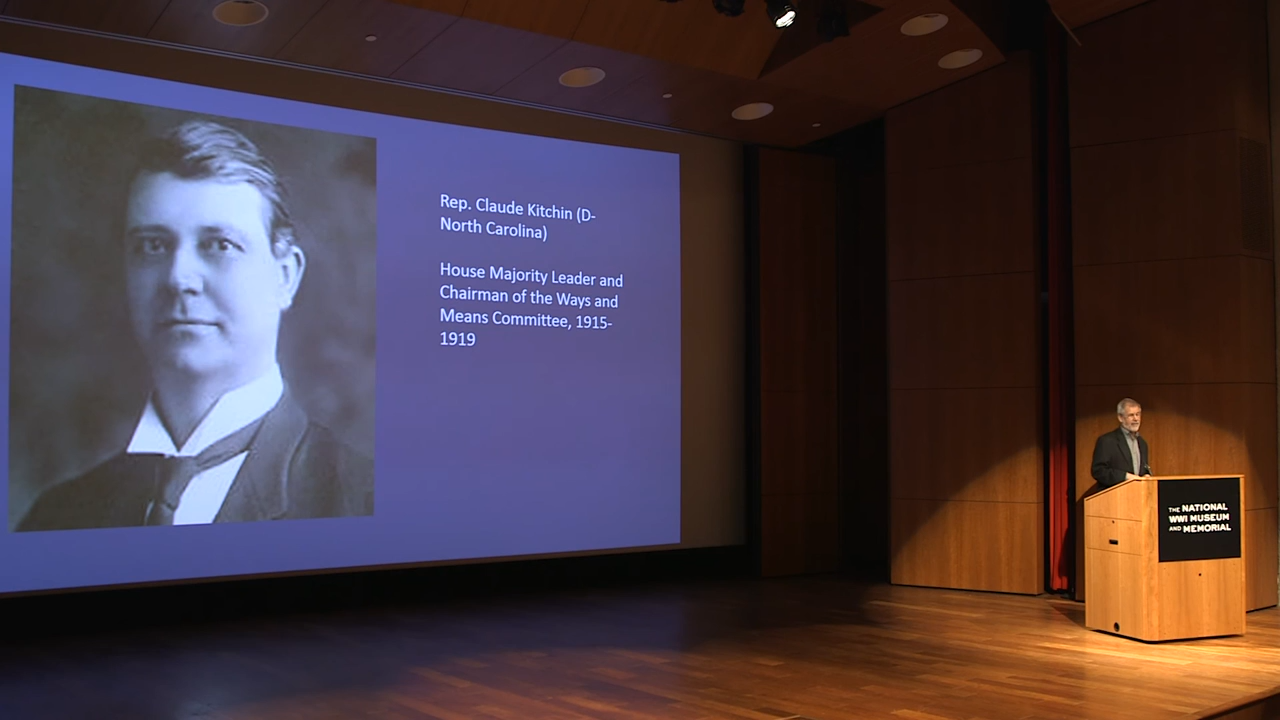 Rep. Claude Kitchin (D-
North Carolina)
House Majority Leader and
Chairman of the Ways and
Means Committee, 1915-
1919
THE NATIONAL
WWI MUSEUM
AND MEMORIAL